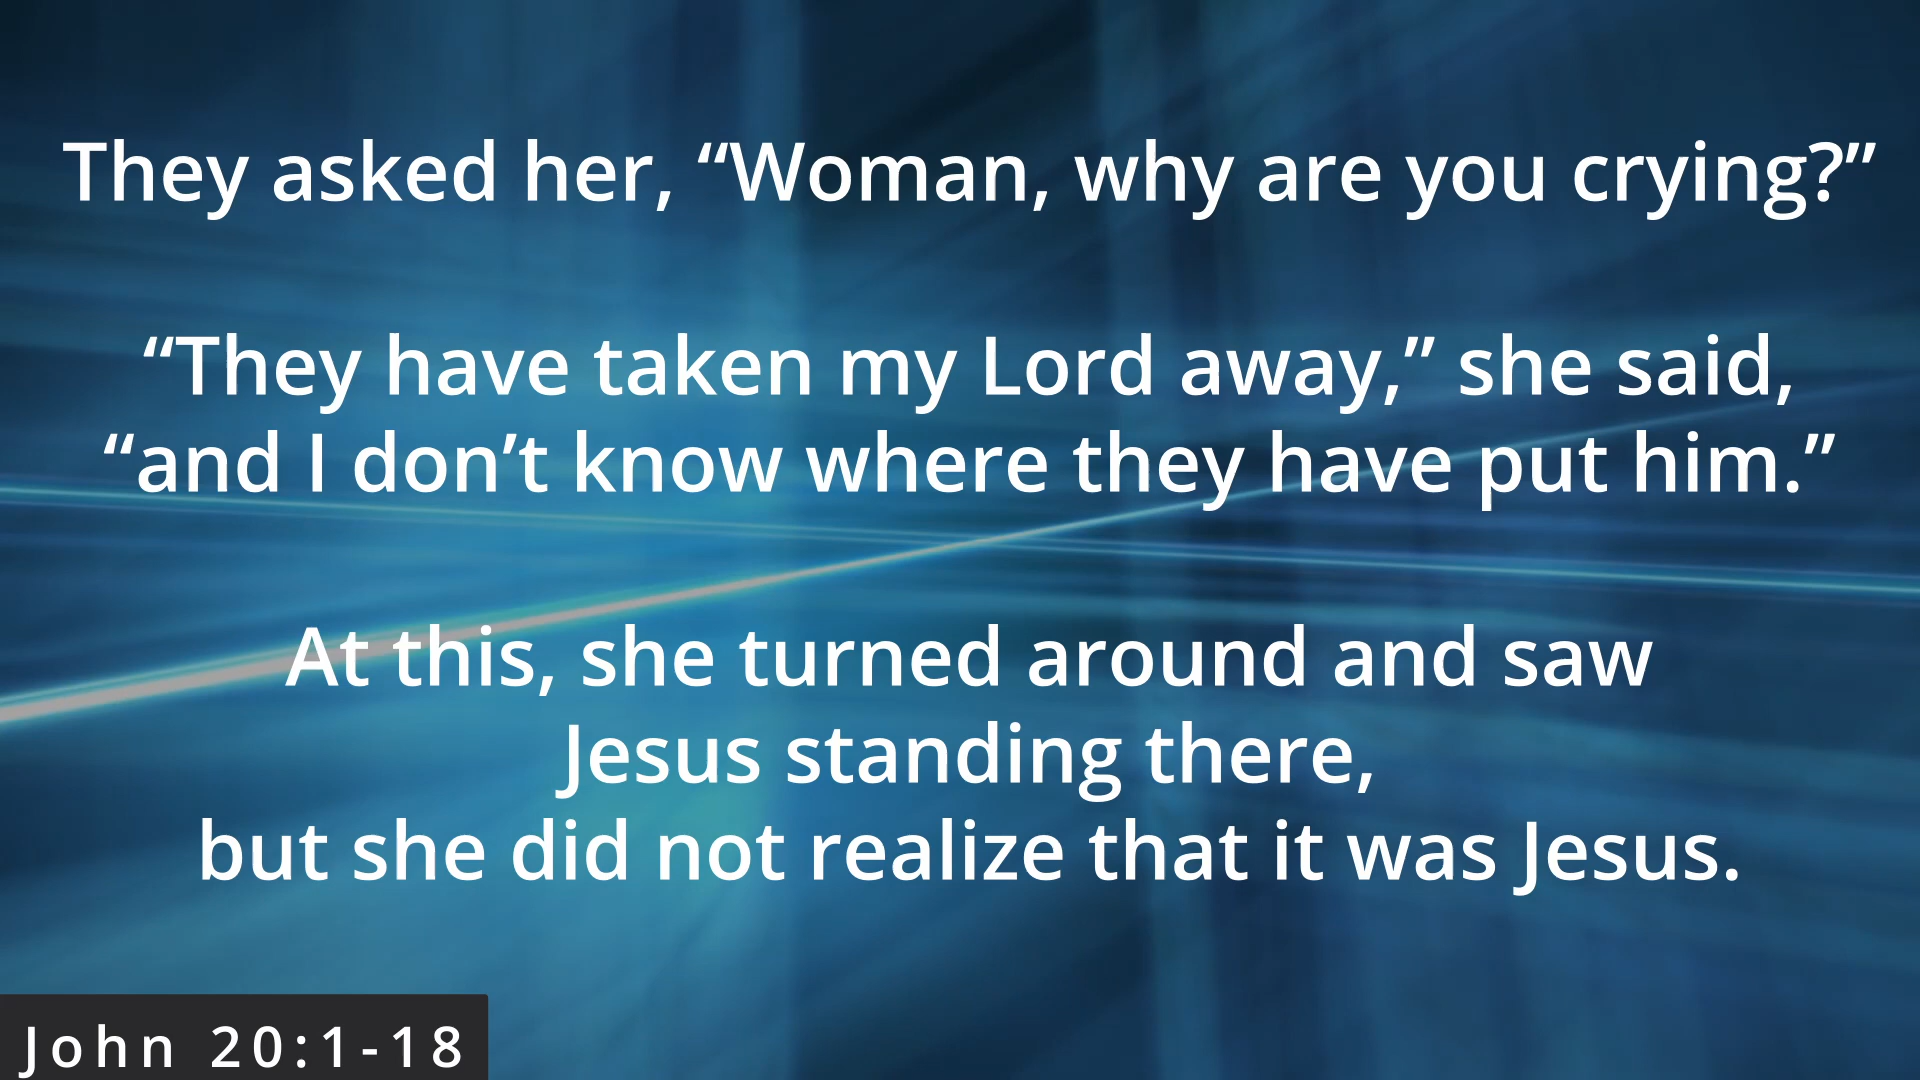 They asked her, “Woman, why are you crying?”
“They have taken my Lord away,” she said,
“and I don’t know where they have put him.”
At this, she turned around and saw
Jesus standing there,
but she did not realize that it was Jesus.
John 20:1-18